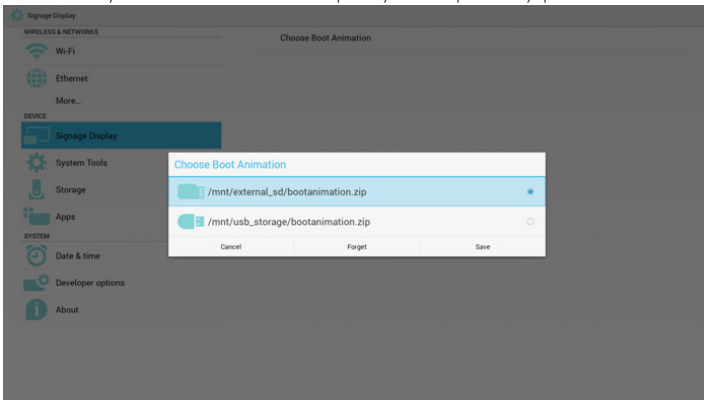 Signage Display
WIRELESS & NETWORKS
Choose Boot Animation
Wi-Fi
Ethernet
More...
DEVICE
Signage Display
System Tools
Choose Boot Animation
/mnt/external_sd/bootanimation.zip
Storage
/mnt/usb_storage/bootanimation.zip
Apps
SYSTEM
Cancel
Forget
Save
Date & time
Developer options
About